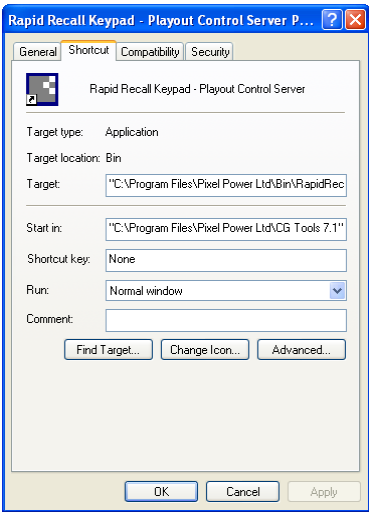 Rapid Recall Keypad - Playout Control Server P...
General Shortcut Compatibility Security
Rapid Recall Keypad - Playout Control Server
Target type: Application
Target location: Bin
Target: "C:\Program Files\Pixel Power Ltd\Bin\RapidRec
Start in: "C:\Program Files\Pixel Power Ltd\CG Tools 7.1"
Shortcut key: None
Run: Normal window
Comment:
Find Target... Change Icon... Advanced...
OK Cancel Apply